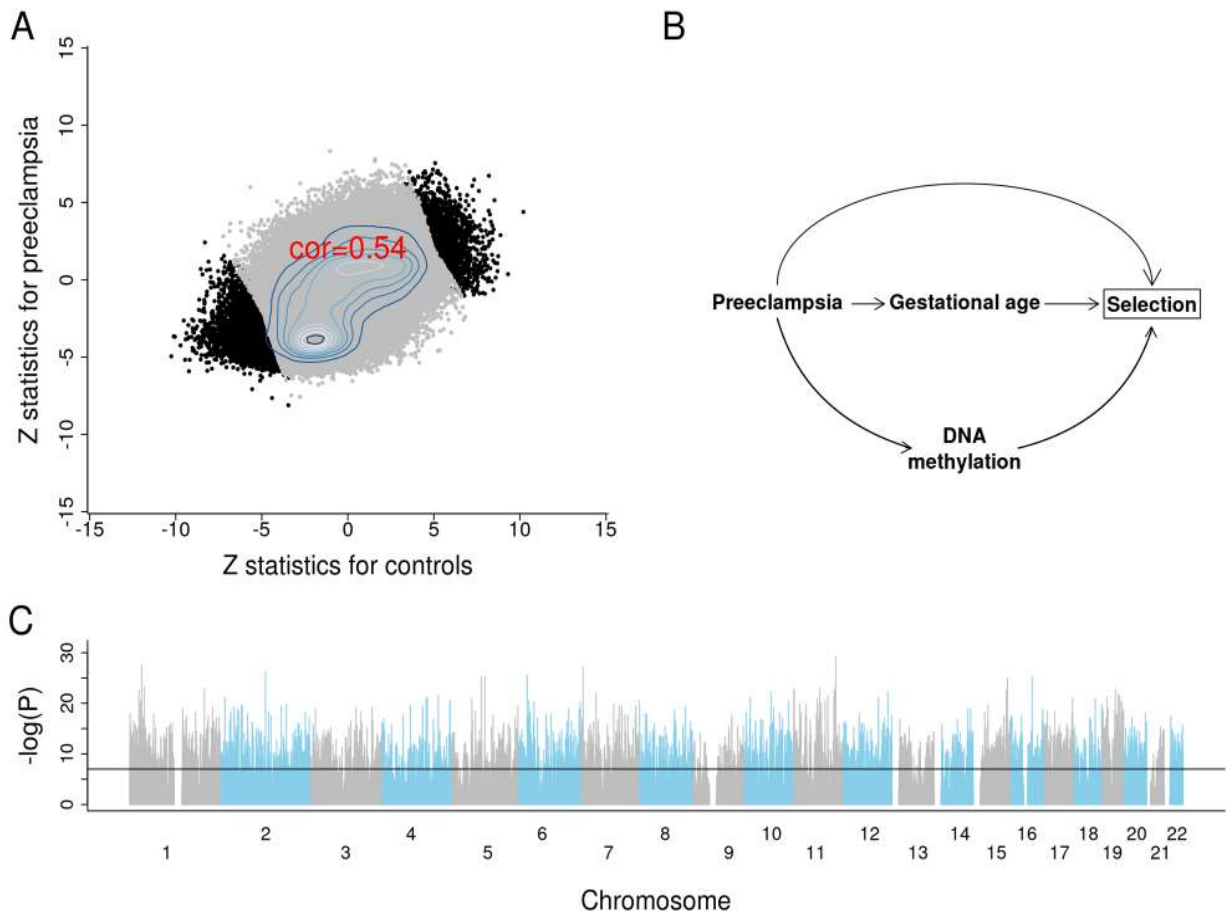 A
15
10
5
0
-5
-10
-15
Z statistics for preeclampsia
cor=0.54
-15
-10
-5
0
5
10
15
Z statistics for controls
B
Preeclampsia
Gestational age
Selection
DNA
methylation
C
30
20
10
0
-log(P)
2 4 6 8 10 12 14 16 18 20 22
1 3 5 7 9 11 13 15 17 19 21
Chromosome